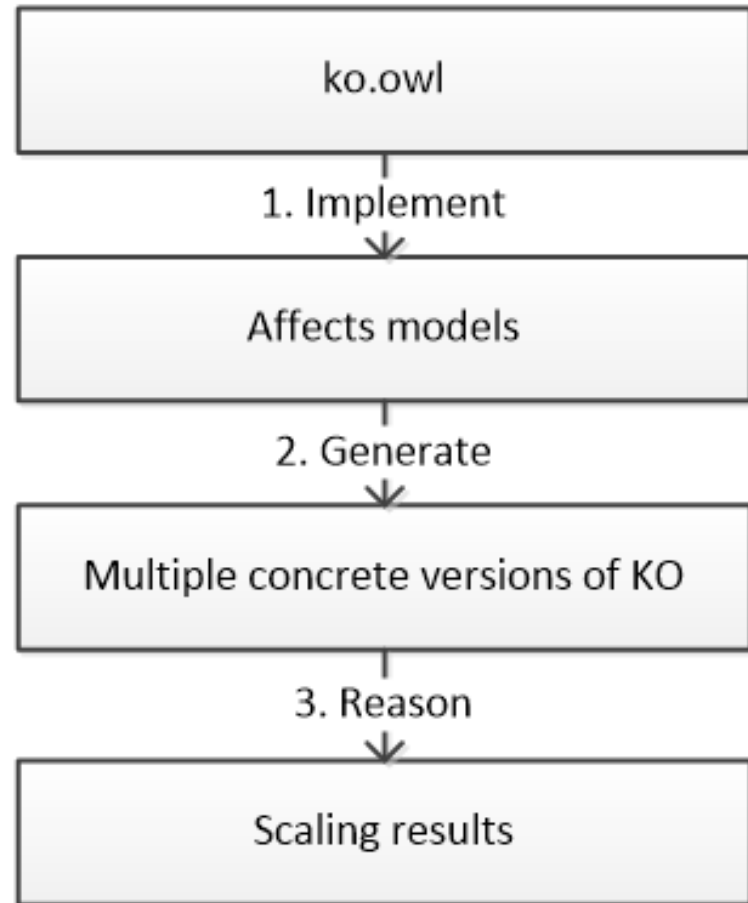 ko.owl
1. Implement
Affects models
2. Generate
Multiple concrete versions of KO
3. Reason
Scaling results